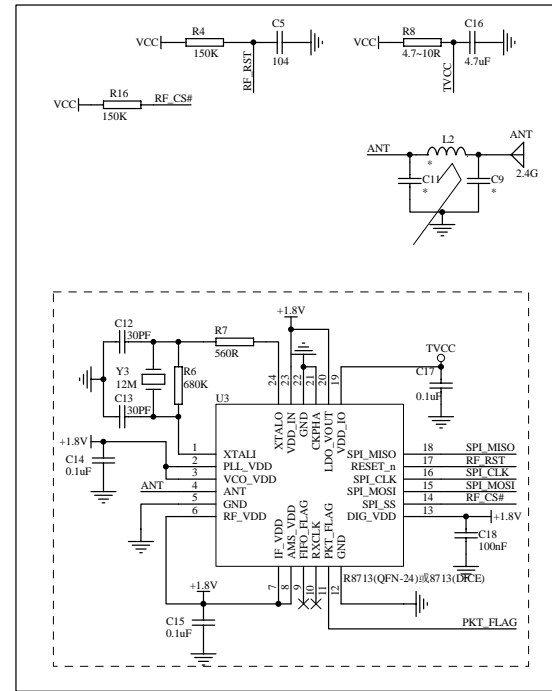 VCC
R4
150K
C5
104
RF_RST
VCC
R8
4.7~10R
C16
4.7uF
TVCC
VCC
R16
150K
RF_CS#
ANT
L2
*
ANT
2.4G
C11
*
C9
*
+1.8V
C12
30PF
R7
560R
Y3
12M
R6
680K
C13
30PF
TVCC
C17
0.1uF
U3
24
23
22
21
20
19
XTALO
VDD_IN
GND
CKPHA
LDO_VOUT
VDD_IO
+1.8V
C14
0.1uF
ANT
1 XTALI
2 PLL_VDD
3 VCO_VDD
4 ANT
5 GND
6 RF_VDD
SPI_MISO 18 SPI_MISO
RESET_n 17 RF_RST
SPI_CLK 16 SPI_CLK
SPI_MOSI 15 SPI_MOSI
SPI_SS 14 RF_CS#
DIG_VDD 13
+1.8V
C18
100nF
IF_VDD
AMS_VDD
FIFO_FLAG
RXCLK
PKT_FLAG
GND
7
8
9
10
11
12
R8713(QFN-24)或8713(DICE)
+1.8V
C15
0.1uF
PKT_FLAG